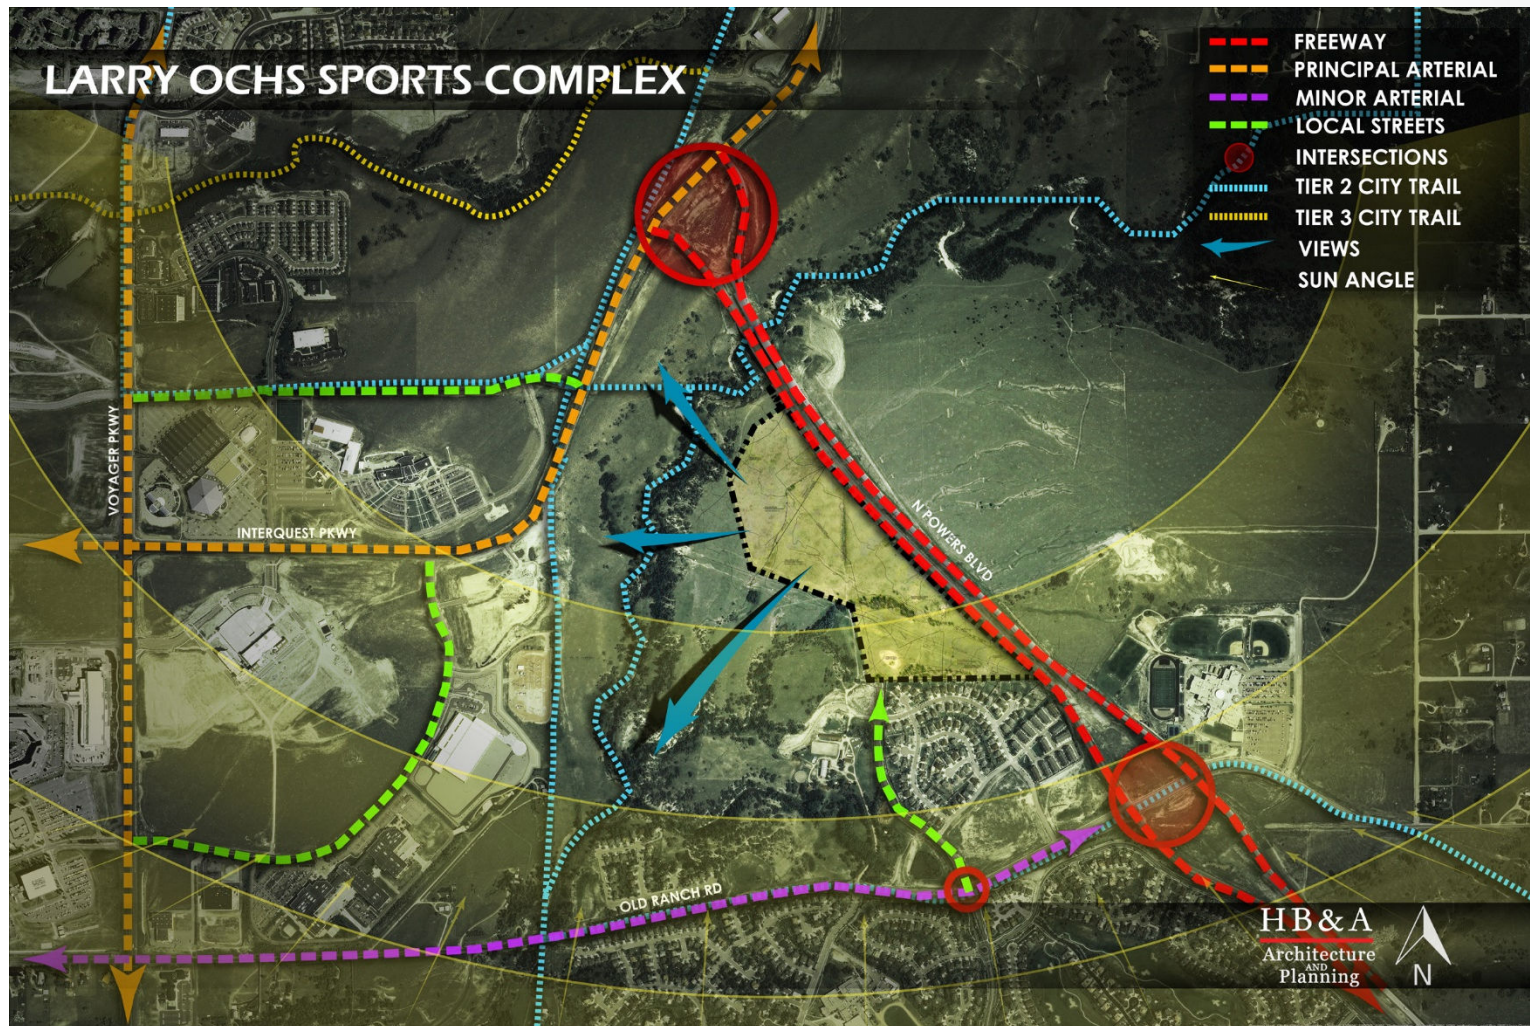 LARRY OCHS SPORTS COMPLEX
FREEWAY
PRINCIPAL ARTERIAL
MINOR ARTERIAL
LOCAL STREETS
INTERSECTIONS
TIER 2 CITY TRAIL
TIER 3 CITY TRAIL
VIEWS
SUN ANGLE
VOYAGER PKWY
INTERQUEST PKWY
N POWERS BLVD
OLD RANCH RD
HB&A
Architecture
AND
Planning
N